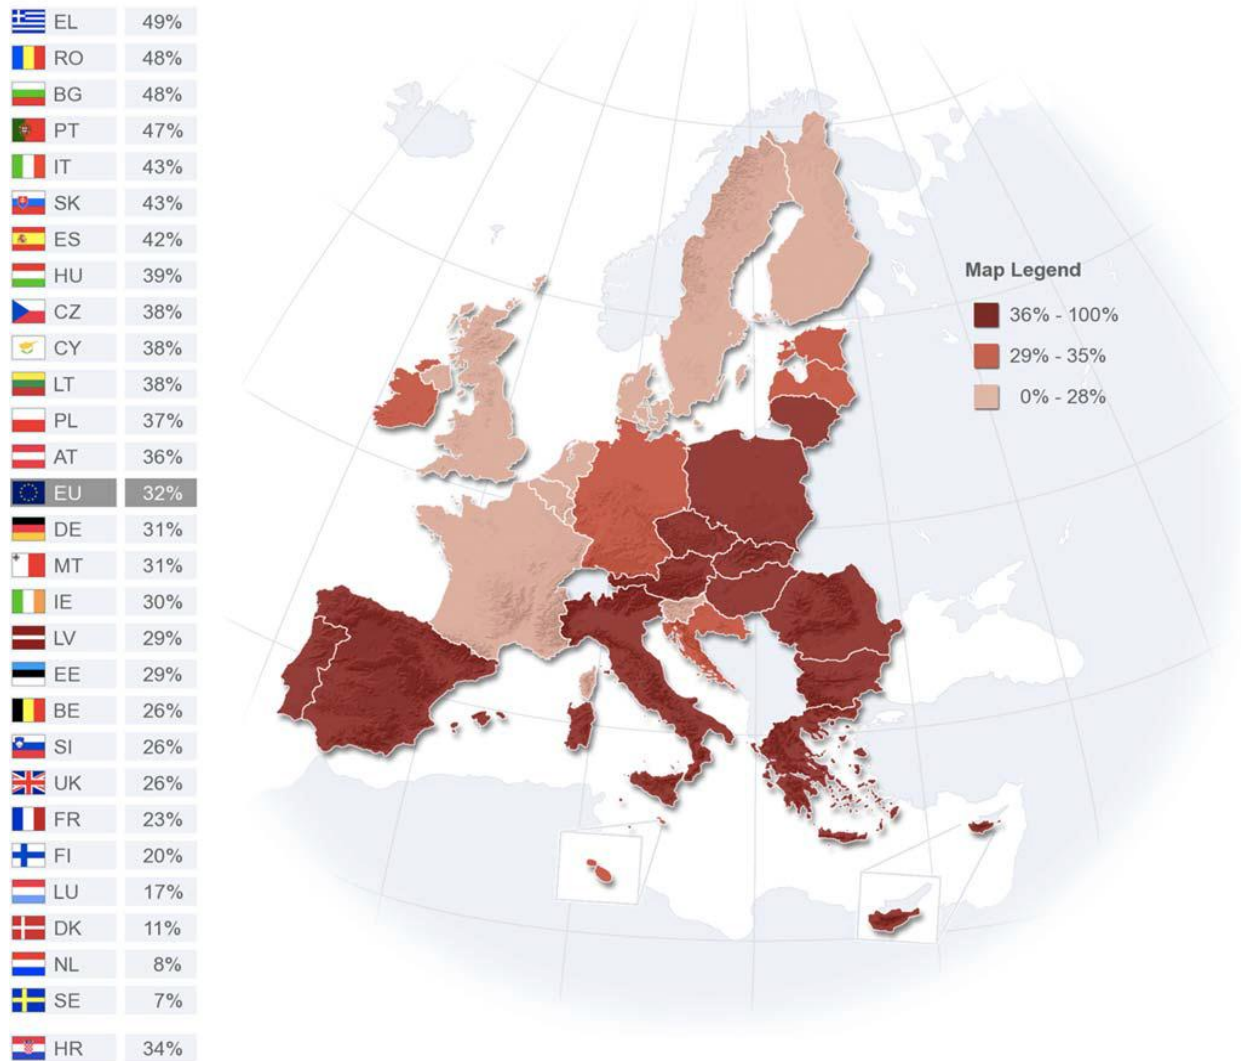 EL 49%
RO 48%
BG 48%
PT 47%
IT 43%
SK 43%
ES 42%
HU 39%
CZ 38%
CY 38%
LT 38%
PL 37%
AT 36%
EU 32%
DE 31%
MT 31%
IE 30%
LV 29%
EE 29%
BE 26%
SI 26%
UK 26%
FR 23%
FI 20%
LU 17%
DK 11%
NL 8%
SE 7%
HR 34%
Map Legend
36% - 100%
29% - 35%
0% - 28%